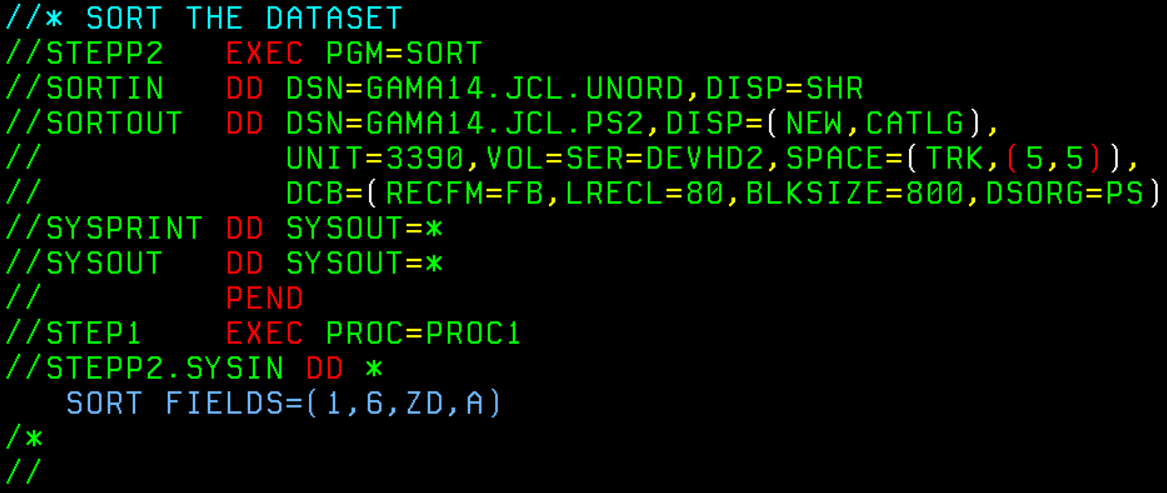 //* SORT THE DATASET
//STEPP2   EXEC PGM=SORT
//SORTIN   DD DSN=GAMA14.JCL.UNORD,DISP=SHR
//SORTOUT  DD DSN=GAMA14.JCL.PS2,DISP=(NEW,CATLG),
//            UNIT=3390,VOL=SER=DEVHD2,SPACE=(TRK,(5,5)),
//            DCB=(RECFM=FB,LRECL=80,BLKSIZE=800,DSORG=PS)
//SYSPRINT DD SYSOUT=*
//SYSOUT   DD SYSOUT=*
//         PEND
//STEP1    EXEC PROC=PROC1
//STEPP2.SYSIN DD *
   SORT FIELDS=(1,6,ZD,A)
/*
//